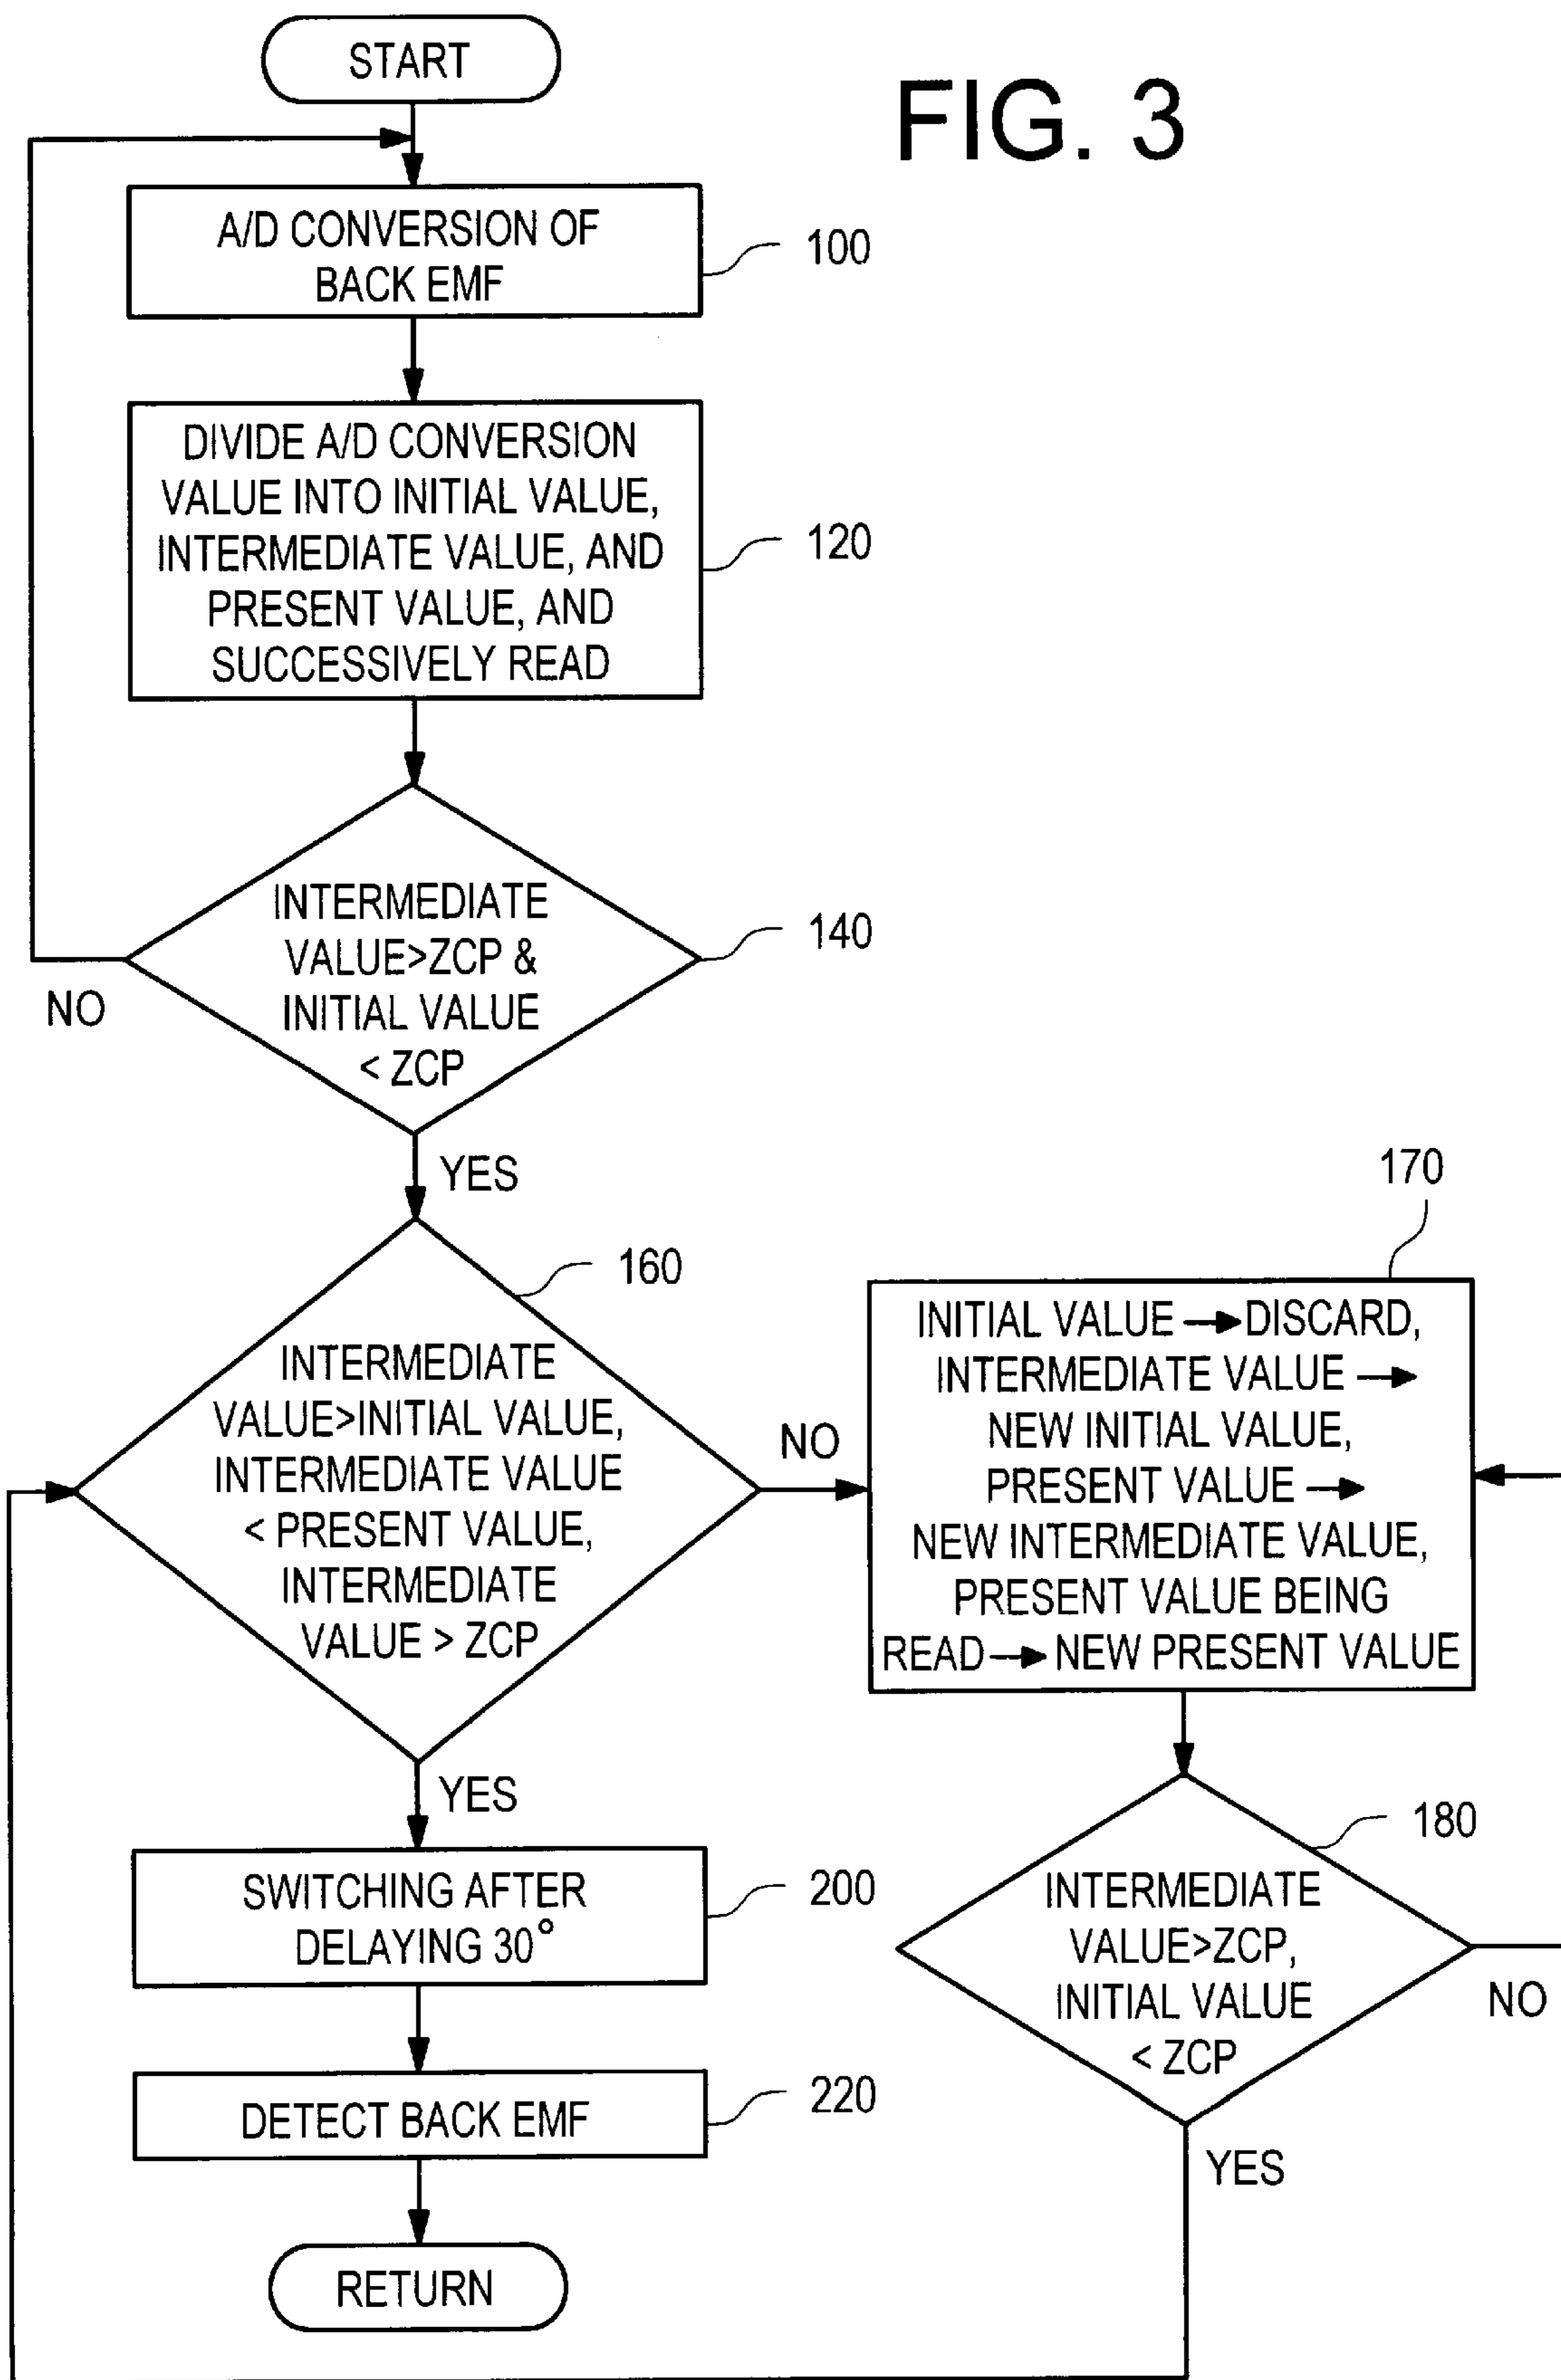 START
FIG. 3
A/D CONVERSION OF
BACK EMF
100
DIVIDE A/D CONVERSION
VALUE INTO INITIAL VALUE,
INTERMEDIATE VALUE, AND
PRESENT VALUE, AND
SUCCESSIVELY READ
120
INTERMEDIATE
VALUE>ZCP &
INITIAL VALUE
< ZCP
140
NO
YES
160
INTERMEDIATE
VALUE>INITIAL VALUE,
INTERMEDIATE VALUE
< PRESENT VALUE,
INTERMEDIATE
VALUE > ZCP
NO
170
INITIAL VALUE → DISCARD,
INTERMEDIATE VALUE →
NEW INITIAL VALUE,
PRESENT VALUE →
NEW INTERMEDIATE VALUE,
PRESENT VALUE BEING
READ → NEW PRESENT VALUE
YES
180
INTERMEDIATE
VALUE>ZCP,
INITIAL VALUE
< ZCP
NO
YES
SWITCHING AFTER
DELAYING 30°
200
DETECT BACK EMF
220
RETURN